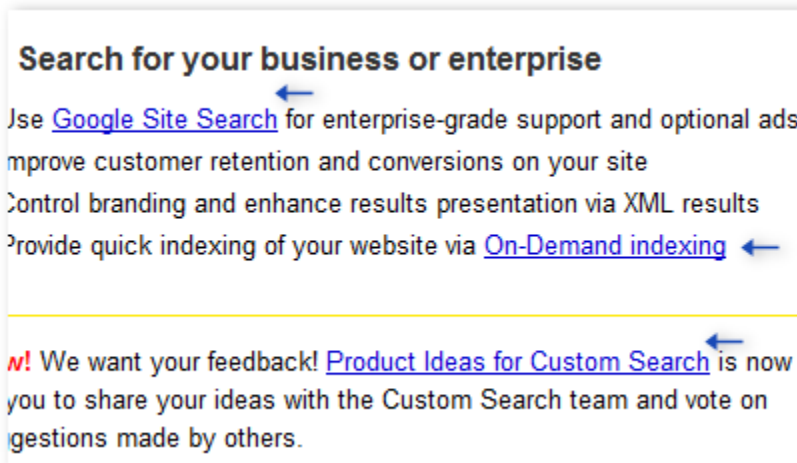 Search for your business or enterprise
Use Google Site Search for enterprise-grade support and optional ads
mprove customer retention and conversions on your site
Control branding and enhance results presentation via XML results
Provide quick indexing of your website via On-Demand indexing
w! We want your feedback! Product Ideas for Custom Search is now
you to share your ideas with the Custom Search team and vote on
gestions made by others.